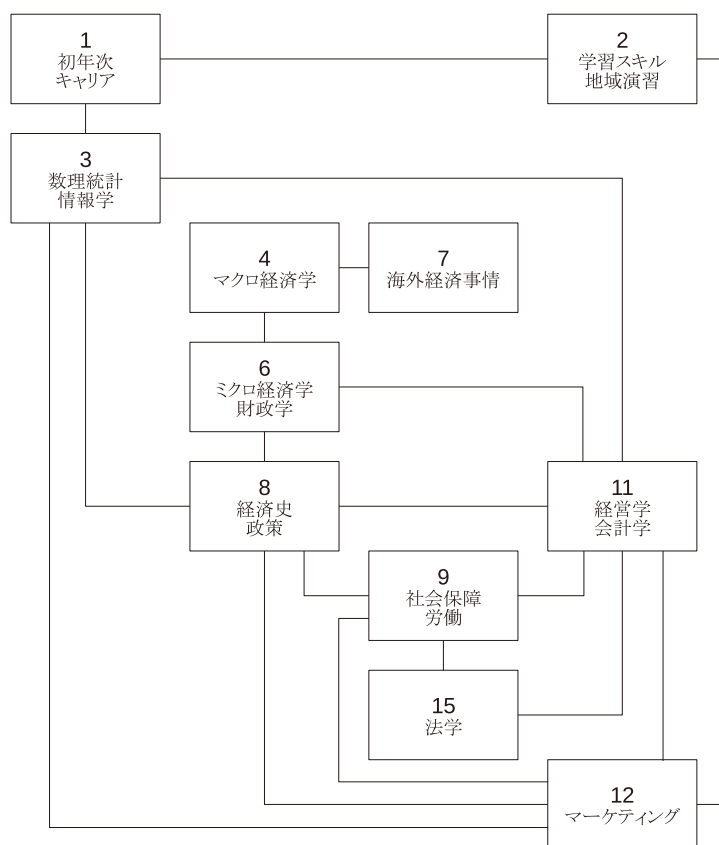 1
初年次
キャリア
2
学習スキル
地域演習
3
数理統計
情報学
4
マクロ経済学
7
海外経済事情
6
ミクロ経済学
財政学
8
経済史
政策
11
経営学
会計学
9
社会保障
労働
15
法学
12
マーケティング